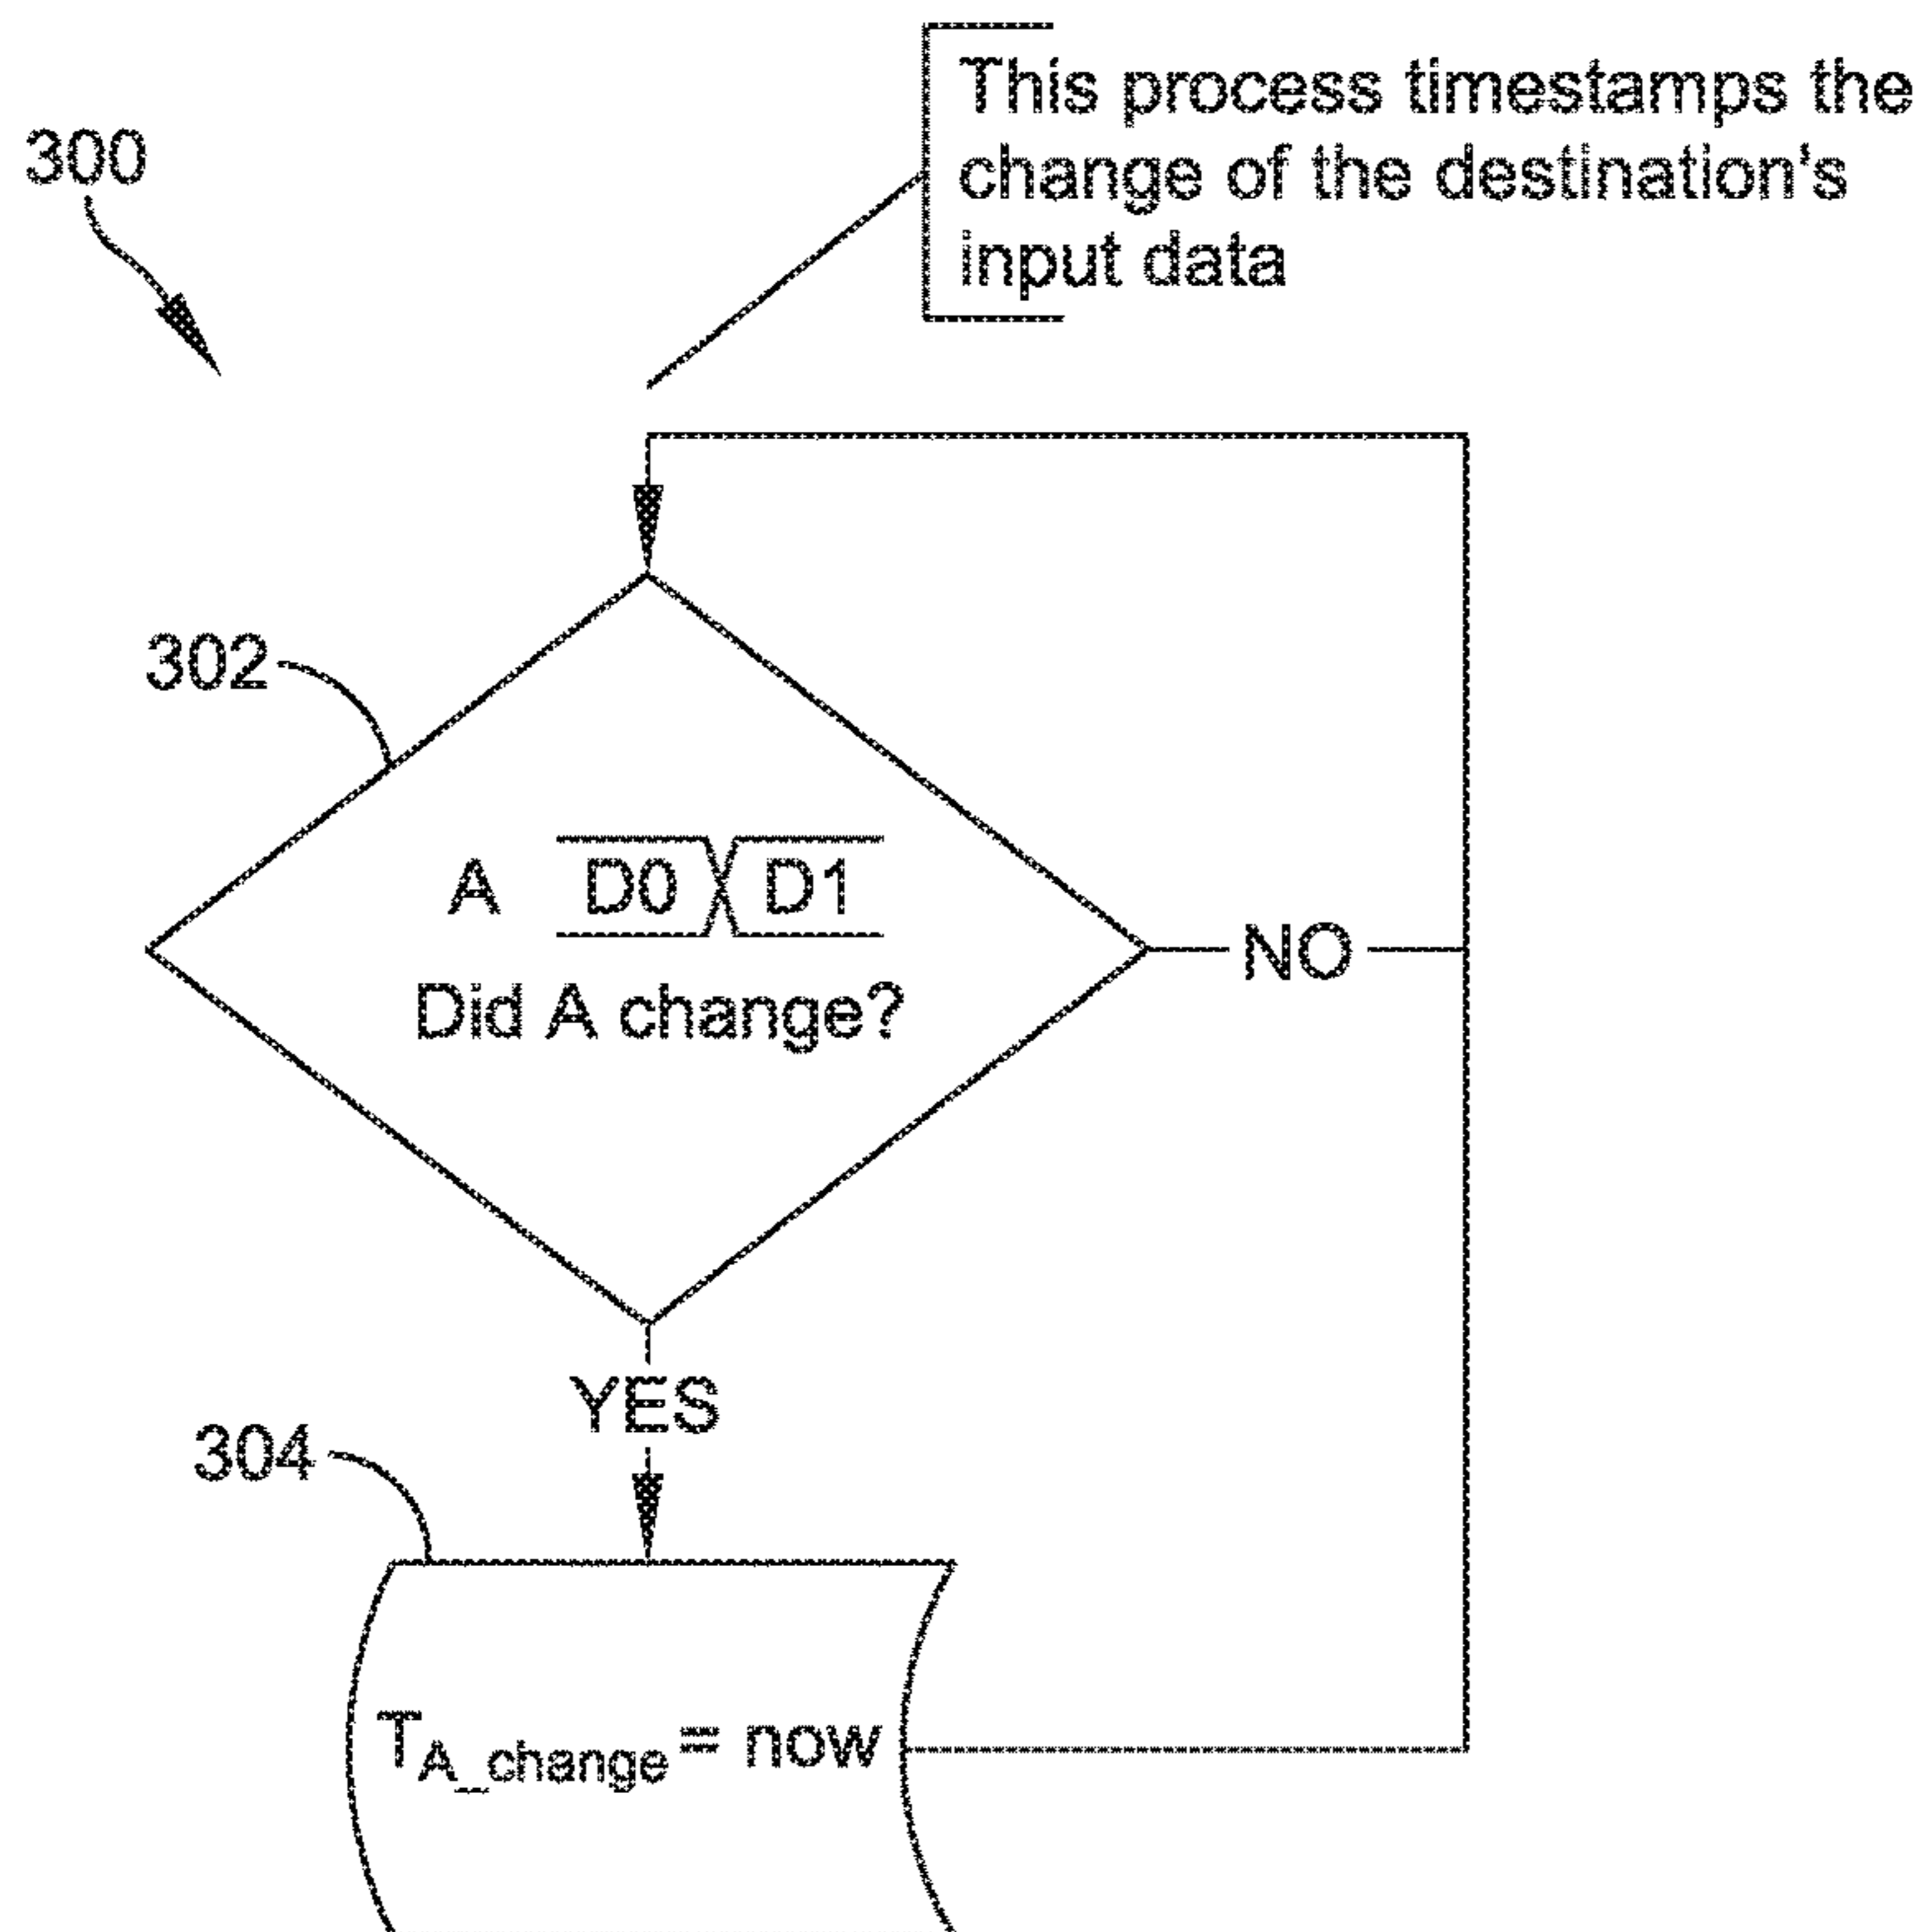 This process timestamps the
change of the destination's
input data
300
302
A D0 D1
Did A change?
NO
YES
304
TA_change = now